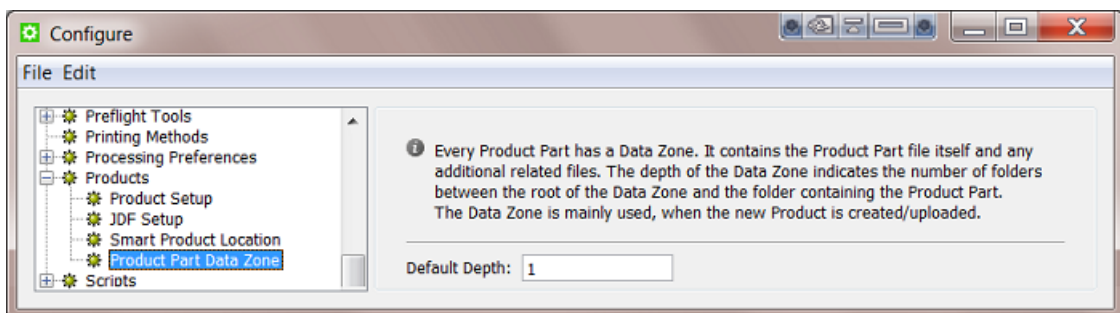 Configure
File Edit
Preflight Tools
Printing Methods
Processing Preferences
Products
Product Setup
JDF Setup
Smart Product Location
Product Part Data Zone
Scripts
Every Product Part has a Data Zone. It contains the Product Part file itself and any
additional related files. The depth of the Data Zone indicates the number of folders
between the root of the Data Zone and the folder containing the Product Part.
The Data Zone is mainly used, when the new Product is created/uploaded.
Default Depth: 1